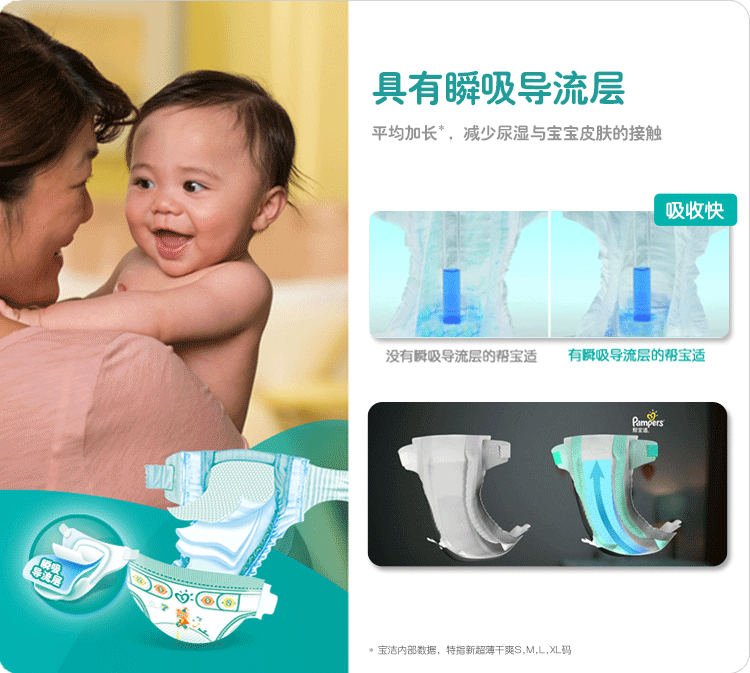 具有瞬吸导流层
平均加长*，减少尿湿与宝宝皮肤的接触
吸收快
没有瞬吸导流层的帮宝适
有瞬吸导流层的帮宝适
Pampers
帮宝适
瞬吸
导流层
* 宝洁内部数据，特指新超薄干爽S,M,L,XL码